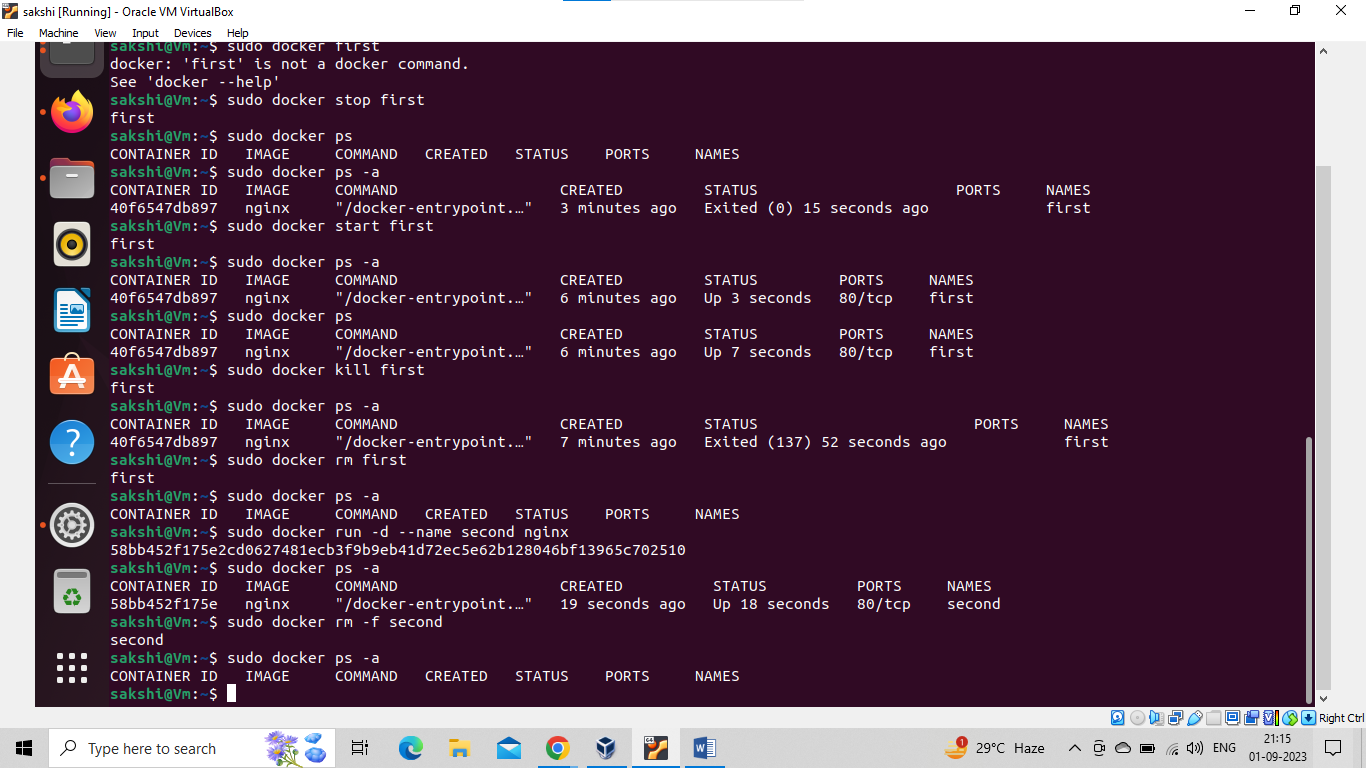 sakshi [Running] - Oracle VM VirtualBox
File Machine View Input Devices Help
sakshi@Vm:~$ sudo docker first
docker: 'first' is not a docker command.
See 'docker --help'
sakshi@Vm:~$ sudo docker stop first
first
sakshi@Vm:~$ sudo docker ps
CONTAINER ID   IMAGE     COMMAND   CREATED   STATUS    PORTS     NAMES
sakshi@Vm:~$ sudo docker ps -a
CONTAINER ID   IMAGE     COMMAND                  CREATED         STATUS                      PORTS     NAMES
40f6547db897   nginx     "/docker-entrypoint.…"   3 minutes ago   Exited (0) 15 seconds ago             first
sakshi@Vm:~$ sudo docker start first
first
sakshi@Vm:~$ sudo docker ps -a
CONTAINER ID   IMAGE     COMMAND                  CREATED         STATUS         PORTS     NAMES
40f6547db897   nginx     "/docker-entrypoint.…"   6 minutes ago   Up 3 seconds   80/tcp    first
sakshi@Vm:~$ sudo docker ps
CONTAINER ID   IMAGE     COMMAND                  CREATED         STATUS         PORTS     NAMES
40f6547db897   nginx     "/docker-entrypoint.…"   6 minutes ago   Up 7 seconds   80/tcp    first
sakshi@Vm:~$ sudo docker kill first
first
sakshi@Vm:~$ sudo docker ps -a
CONTAINER ID   IMAGE     COMMAND                  CREATED         STATUS                        PORTS     NAMES
40f6547db897   nginx     "/docker-entrypoint.…"   7 minutes ago   Exited (137) 52 seconds ago             first
sakshi@Vm:~$ sudo docker rm first
first
sakshi@Vm:~$ sudo docker ps -a
CONTAINER ID   IMAGE     COMMAND   CREATED   STATUS    PORTS     NAMES
sakshi@Vm:~$ sudo docker run -d --name second nginx
58bb452f175e2cd0627481ecb3f9b9eb41d72ec5e62b128046bf13965c702510
sakshi@Vm:~$ sudo docker ps -a
CONTAINER ID   IMAGE     COMMAND                  CREATED          STATUS          PORTS     NAMES
58bb452f175e   nginx     "/docker-entrypoint.…"   19 seconds ago   Up 18 seconds   80/tcp    second
sakshi@Vm:~$ sudo docker rm -f second
second
sakshi@Vm:~$ sudo docker ps -a
CONTAINER ID   IMAGE     COMMAND   CREATED   STATUS    PORTS     NAMES
sakshi@Vm:~$
Right Ctrl
Type here to search
1
29°C Haze
ENG
21:15
01-09-2023